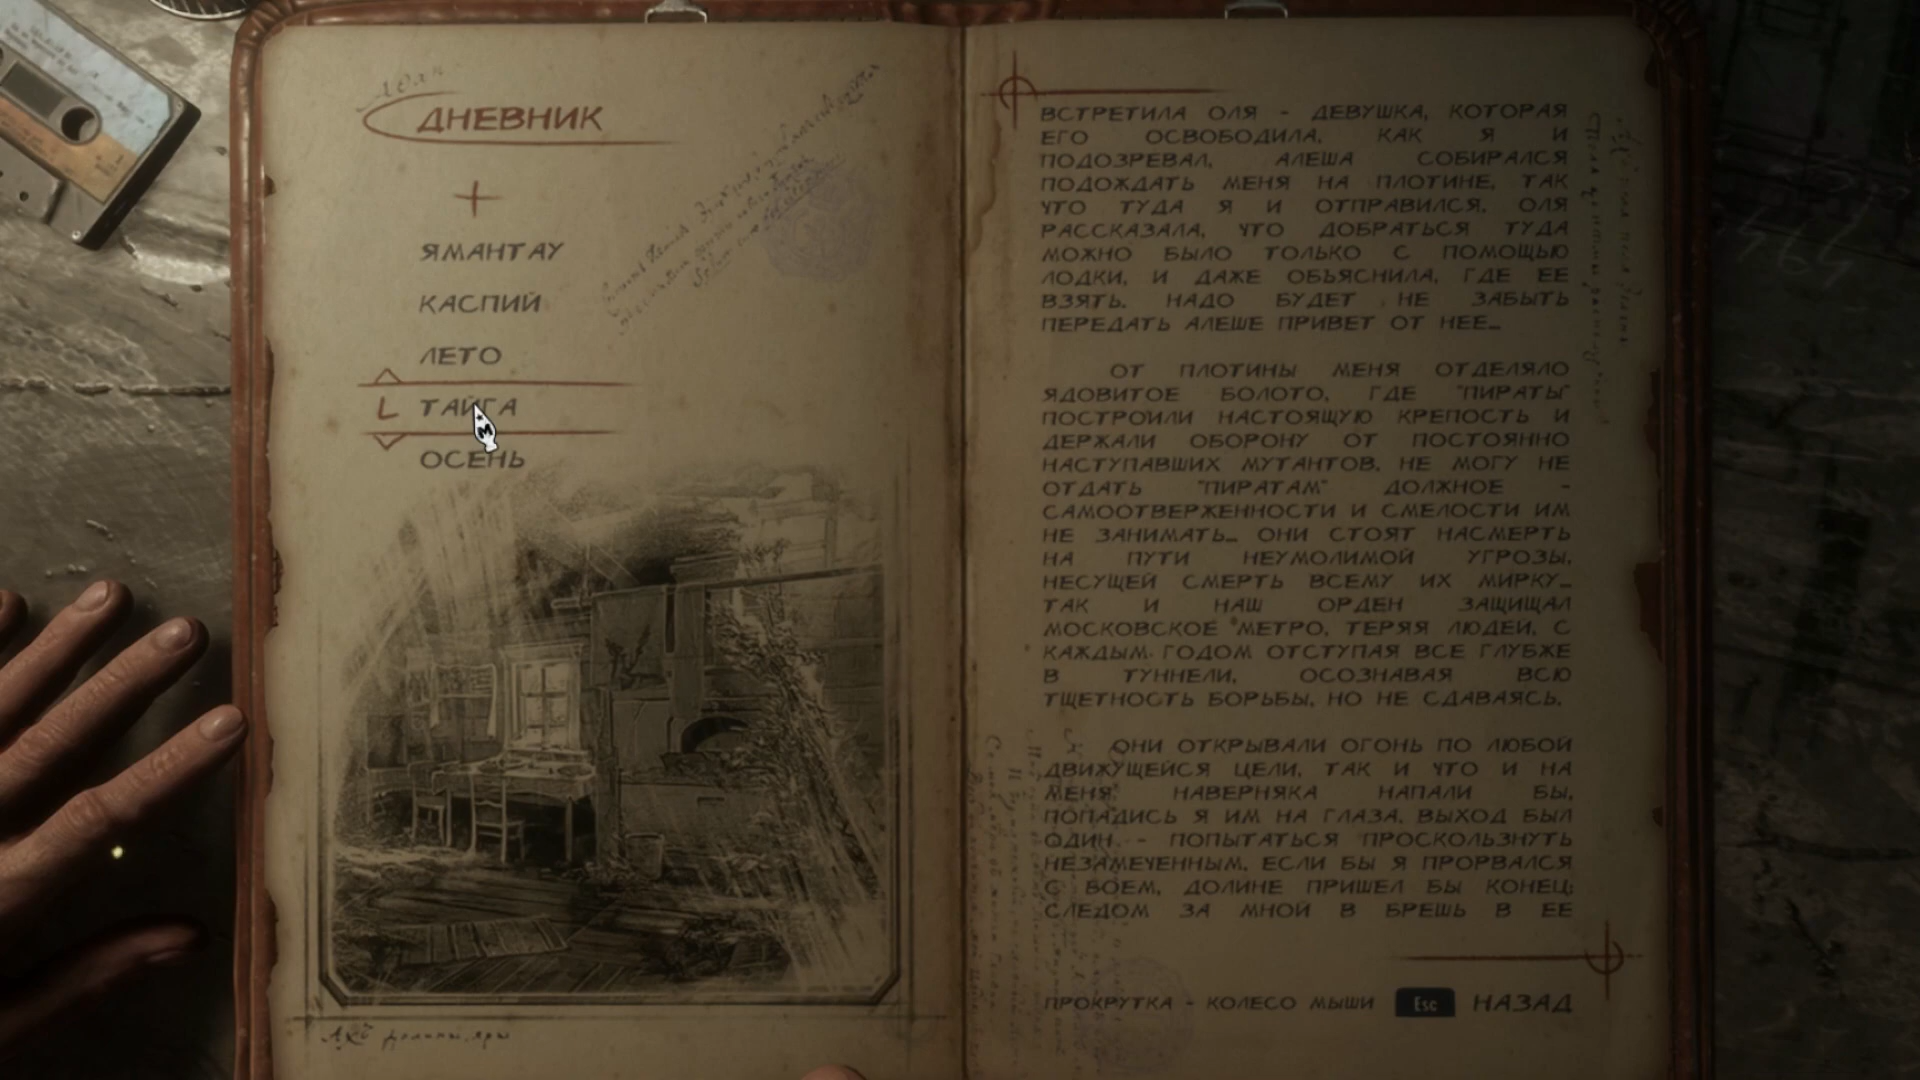 ДНЕВНИК
ЯМАНТАУ
КАСПИЙ
ЛЕТО
L ТАЙГА
ОСЕНЬ
ВСТРЕТИЛА ОЛЯ - ДЕВУШКА, КОТОРАЯ
ЕГО ОСВОБОДИЛА. КАК Я И
ПОДОЗРЕВАЛ, АЛЕША СОБИРАЛСЯ
ПОДОЖДАТЬ МЕНЯ НА ПЛОТИНЕ, ТАК
ЧТО ТУДА Я И ОТПРАВИЛСЯ. ОЛЯ
РАССКАЗАЛА, ЧТО ДОБРАТЬСЯ ТУДА
МОЖНО БЫЛО ТОЛЬКО С ПОМОЩЬЮ
ЛОДКИ, И ДАЖЕ ОБЪЯСНИЛА, ГДЕ ЕЕ
ВЗЯТЬ. НАДО БУДЕТ НЕ ЗАБЫТЬ
ПЕРЕДАТЬ АЛЕШЕ ПРИВЕТ ОТ НЕЕ...
ОТ ПЛОТИНЫ МЕНЯ ОТДЕЛЯЛО
ЯДОВИТОЕ БОЛОТО, ГДЕ "ПИРАТЫ"
ПОСТРОИЛИ НАСТОЯЩУЮ КРЕПОСТЬ И
ДЕРЖАЛИ ОБОРОНУ ОТ ПОСТОЯННО
НАСТУПАВШИХ МУТАНТОВ. НЕ МОГУ НЕ
ОТДАТЬ "ПИРАТАМ" ДОЛЖНОЕ -
САМООТВЕРЖЕННОСТИ И СМЕЛОСТИ ИМ
НЕ ЗАНИМАТЬ... ОНИ СТОЯТ НАСМЕРТЬ
НА ПУТИ НЕУМОЛИМОЙ УГРОЗЫ,
НЕСУЩЕЙ СМЕРТЬ ВСЕМУ ИХ МИРКУ...
ТАК И НАШ ОРДЕН ЗАЩИЩАЛ
МОСКОВСКОЕ МЕТРО, ТЕРЯЯ ЛЮДЕЙ, С
КАЖДЫМ ГОДОМ ОТСТУПАЯ ВСЕ ГЛУБЖЕ
В ТУННЕЛИ, ОСОЗНАВАЯ ВСЮ
ТЩЕТНОСТЬ БОРЬБЫ, НО НЕ СДАВАЯСЬ.
ОНИ ОТКРЫВАЛИ ОГОНЬ ПО ЛЮБОЙ
ДВИЖУЩЕЙСЯ ЦЕЛИ, ТАК И ЧТО И НА
МЕНЯ НАВЕРНЯКА НАПАЛИ БЫ,
ПОПАДИСЬ Я ИМ НА ГЛАЗА. ВЫХОД БЫЛ
ОДИН - ПОПЫТАТЬСЯ ПРОСКОЛЬЗНУТЬ
НЕЗАМЕЧЕННЫМ. ЕСЛИ БЫ Я ПРОРВАЛСЯ
С БОЕМ, ДОЛИНЕ ПРИШЕЛ БЫ КОНЕЦ:
СЛЕДОМ ЗА МНОЙ В БРЕШЬ В ЕЕ
ПРОКРУТКА - КОЛЕСО МЫШИ Esc НАЗАД